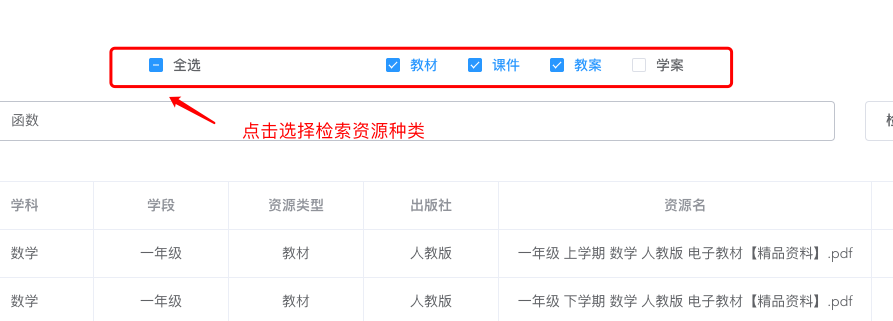 全选 教材 课件 教案 学案
函数
点击选择检索资源种类
学科 学段 资源类型 出版社 资源名
数学 一年级 教材 人教版 一年级 上学期 数学 人教版 电子教材【精品资料】.pdf
数学 一年级 教材 人教版 一年级 下学期 数学 人教版 电子教材【精品资料】.pdf